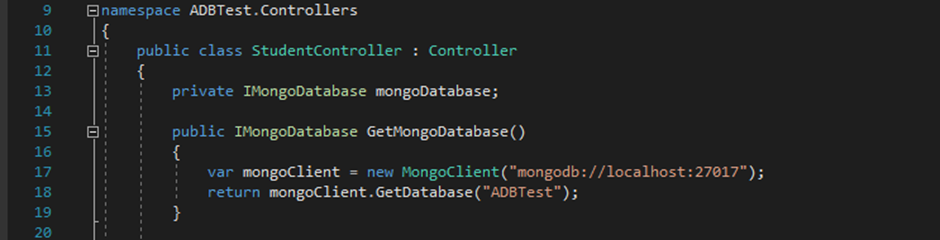 9 namespace ADBTest.Controllers
10 {
11 public class StudentController : Controller
12 {
13 private IMongoDatabase mongoDatabase;
14
15 public IMongoDatabase GetMongoDatabase()
16 {
17 var mongoClient = new MongoClient("mongodb://localhost:27017");
18 return mongoClient.GetDatabase("ADBTest");
19 }
20